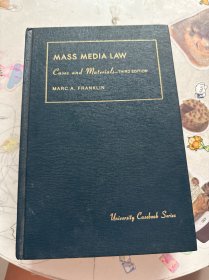 MASS MEDIA LAW
Cases and Materials—THIRD EDITION
MARC A. FRANKLIN
University Casebook Series